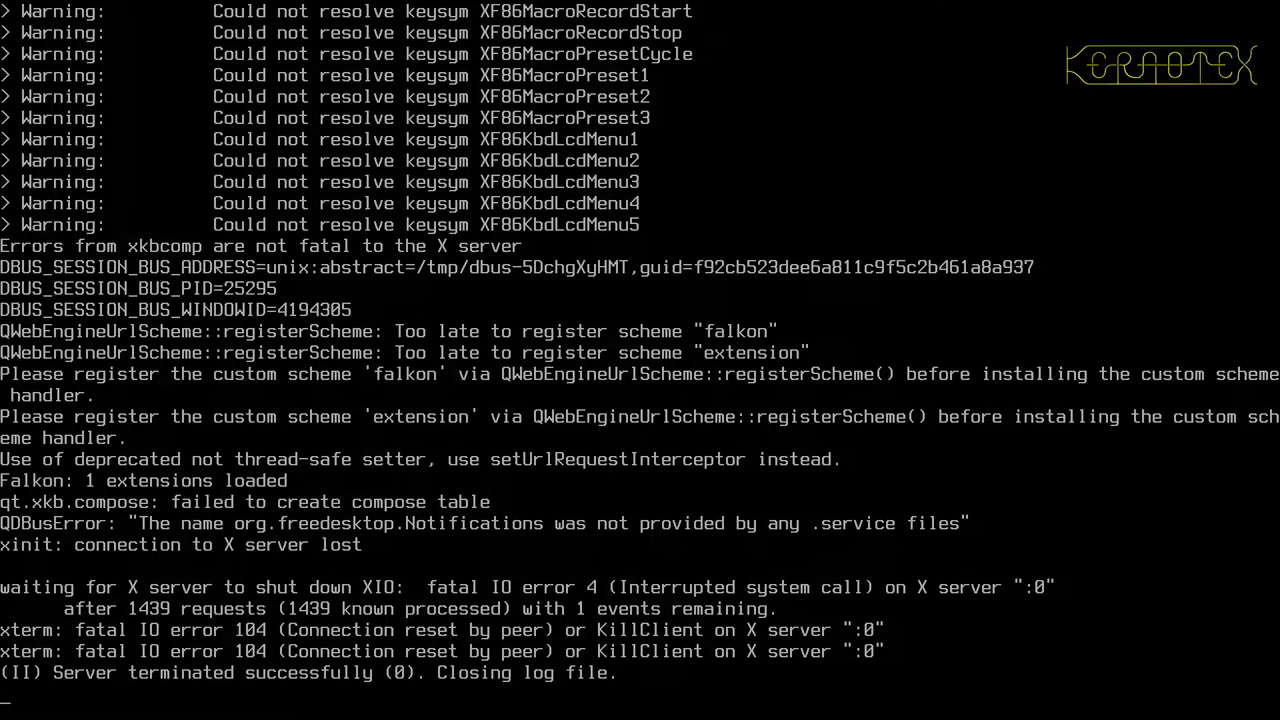 > Warning:          Could not resolve keysym XF86MacroRecordStart
> Warning:          Could not resolve keysym XF86MacroRecordStop
> Warning:          Could not resolve keysym XF86MacroPresetCycle
> Warning:          Could not resolve keysym XF86MacroPreset1
> Warning:          Could not resolve keysym XF86MacroPreset2
> Warning:          Could not resolve keysym XF86MacroPreset3
> Warning:          Could not resolve keysym XF86KbdLcdMenu1
> Warning:          Could not resolve keysym XF86KbdLcdMenu2
> Warning:          Could not resolve keysym XF86KbdLcdMenu3
> Warning:          Could not resolve keysym XF86KbdLcdMenu4
> Warning:          Could not resolve keysym XF86KbdLcdMenu5
KERNOTEX
Errors from xkbcomp are not fatal to the X server
DBUS_SESSION_BUS_ADDRESS=unix:abstract=/tmp/dbus-5DchgXyHMT,guid=f92cb523dee6a811c9f5c2b461a8a937
DBUS_SESSION_BUS_PID=25295
DBUS_SESSION_BUS_WINDOWID=4194305
QWebEngineUrlScheme::registerScheme: Too late to register scheme "falkon"
QWebEngineUrlScheme::registerScheme: Too late to register scheme "extension"
Please register the custom scheme 'falkon' via QWebEngineUrlScheme::registerScheme() before installing the custom scheme
 handler.
Please register the custom scheme 'extension' via QWebEngineUrlScheme::registerScheme() before installing the custom sch
eme handler.
Use of deprecated not thread-safe setter, use setUrlRequestInterceptor instead.
Falkon: 1 extensions loaded
qt.xkb.compose: failed to create compose table
QDBusError: "The name org.freedesktop.Notifications was not provided by any .service files"
xinit: connection to X server lost
waiting for X server to shut down XIO:  fatal IO error 4 (Interrupted system call) on X server ":0"
      after 1439 requests (1439 known processed) with 1 events remaining.
xterm: fatal IO error 104 (Connection reset by peer) or KillClient on X server ":0"
xterm: fatal IO error 104 (Connection reset by peer) or KillClient on X server ":0"
(II) Server terminated successfully (0). Closing log file.
_